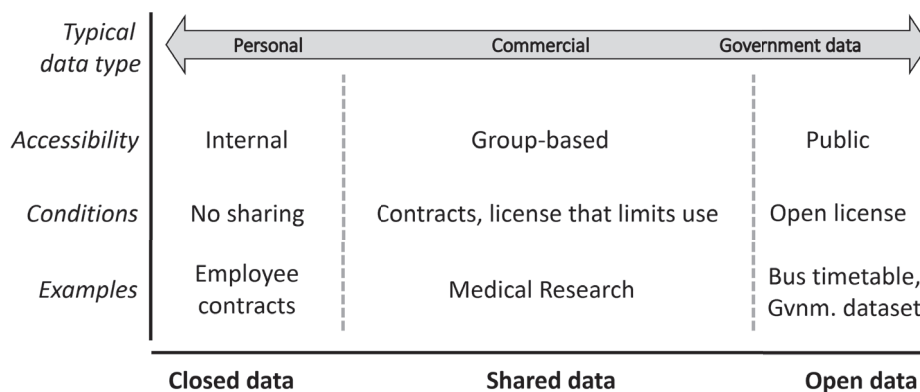 Typical
data type
Personal Commercial Government data
Accessibility Internal Group-based Public
Conditions No sharing Contracts, license that limits use Open license
Examples
Employee
contracts
Medical Research
Bus timetable,
Gvnm. dataset
Closed data Shared data Open data